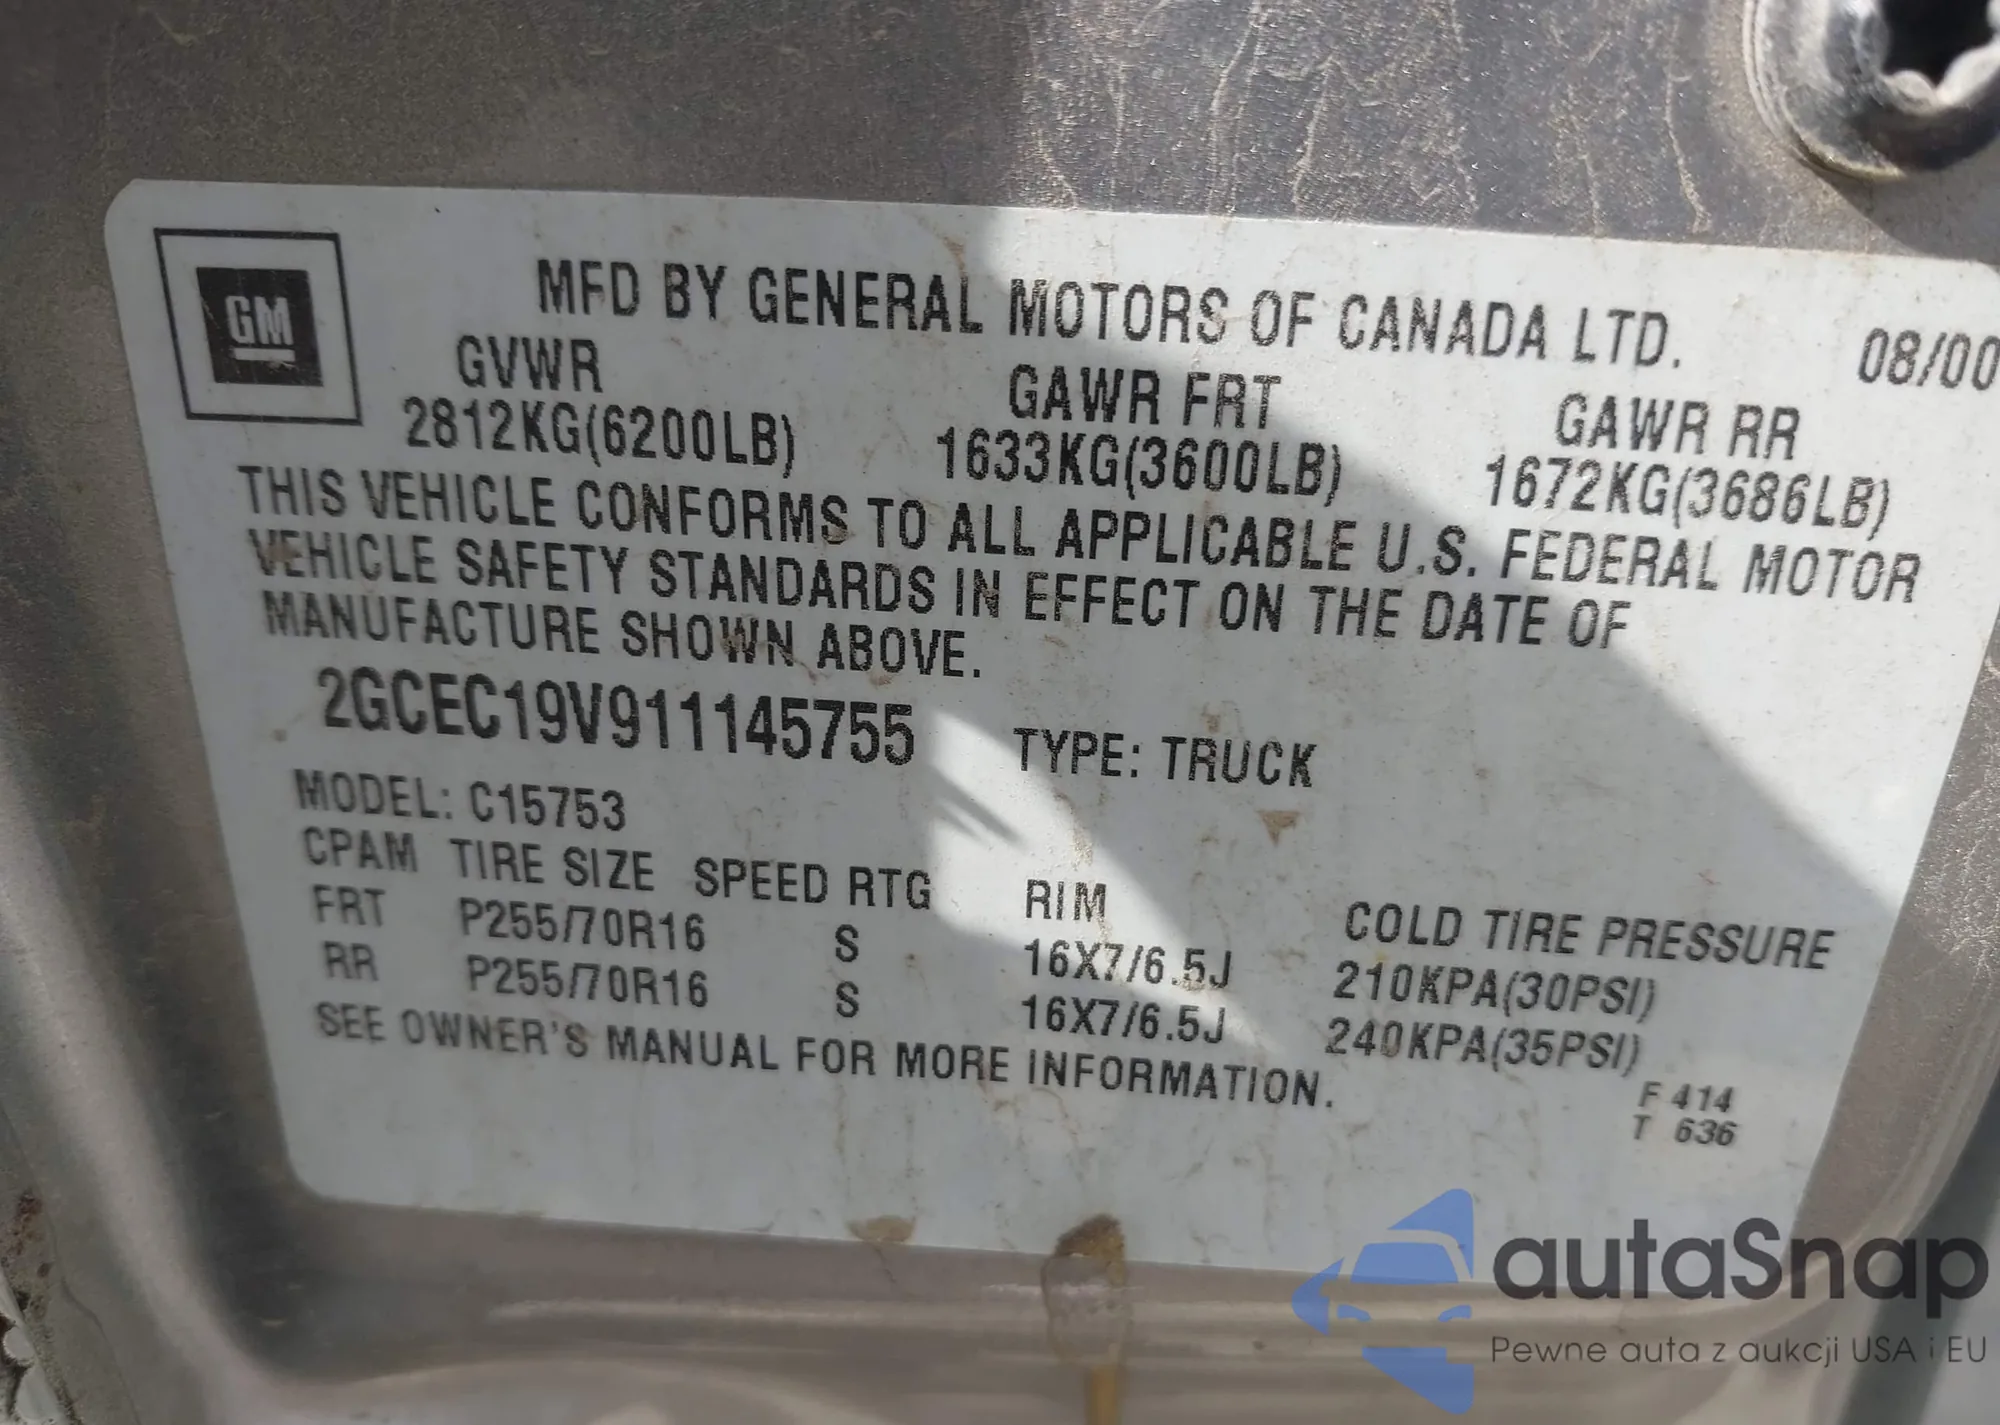 GM
MFD BY GENERAL MOTORS OF CANADA LTD. 08/00
GVWR GAWR FRT GAWR RR
2812KG(6200LB) 1633KG(3600LB) 1672KG(3686LB)
THIS VEHICLE CONFORMS TO ALL APPLICABLE U.S. FEDERAL MOTOR
VEHICLE SAFETY STANDARDS IN EFFECT ON THE DATE OF
MANUFACTURE SHOWN ABOVE.
2GCEC19V911145755 TYPE: TRUCK
MODEL: C15753
CPAM TIRE SIZE SPEED RTG RIM COLD TIRE PRESSURE
FRT P255/70R16 S 16X7/6.5J 210KPA(30PSI)
RR P255/70R16 S 16X7/6.5J 240KPA(35PSI)
SEE OWNER'S MANUAL FOR MORE INFORMATION.
F 414
T 636
autaSnap
Pewne auta z aukcji USA i EU